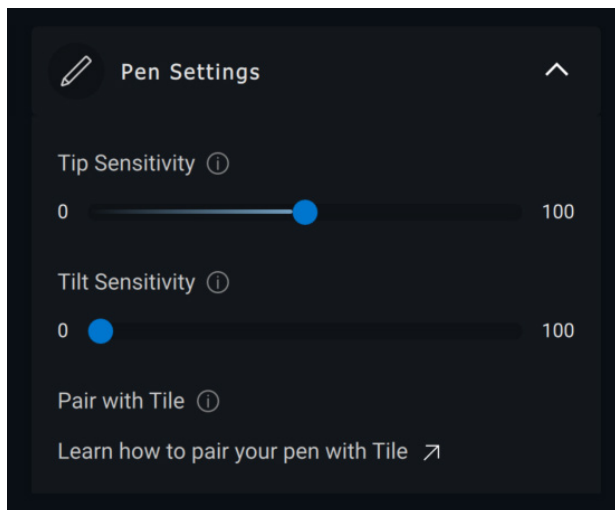 Pen Settings
Tip Sensitivity
0 100
Tilt Sensitivity
0 100
Pair with Tile
Learn how to pair your pen with Tile